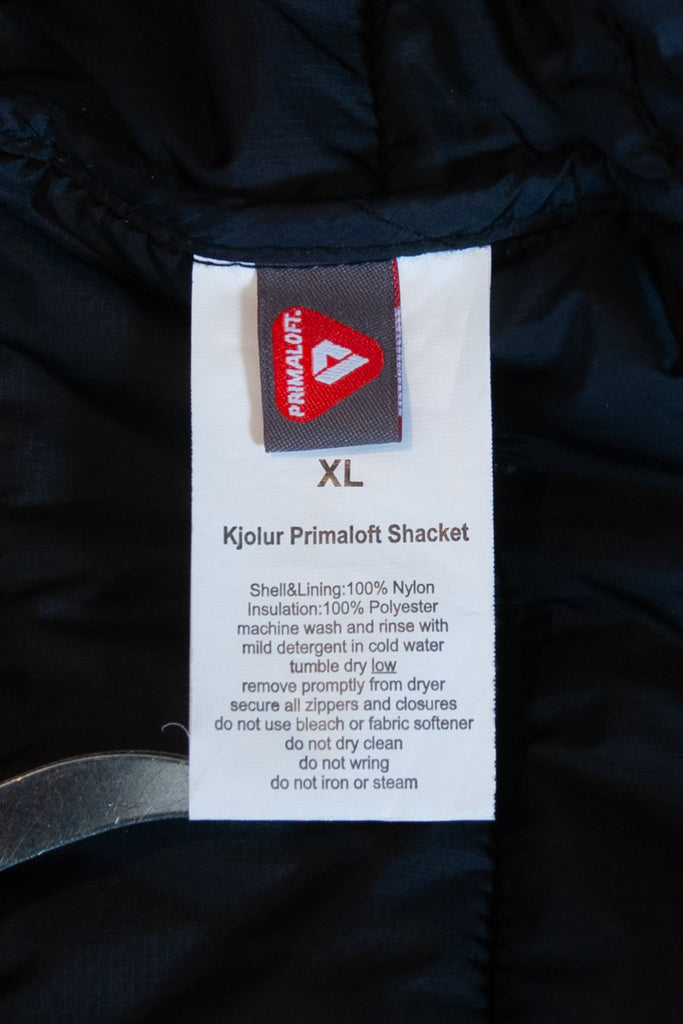 PRIMALOFT.
XL
Kjolur Primaloft Shacket
Shell&Lining:100% Nylon
Insulation:100% Polyester
machine wash and rinse with
mild detergent in cold water
tumble dry low
remove promptly from dryer
secure all zippers and closures
do not use bleach or fabric softener
do not dry clean
do not wring
do not iron or steam